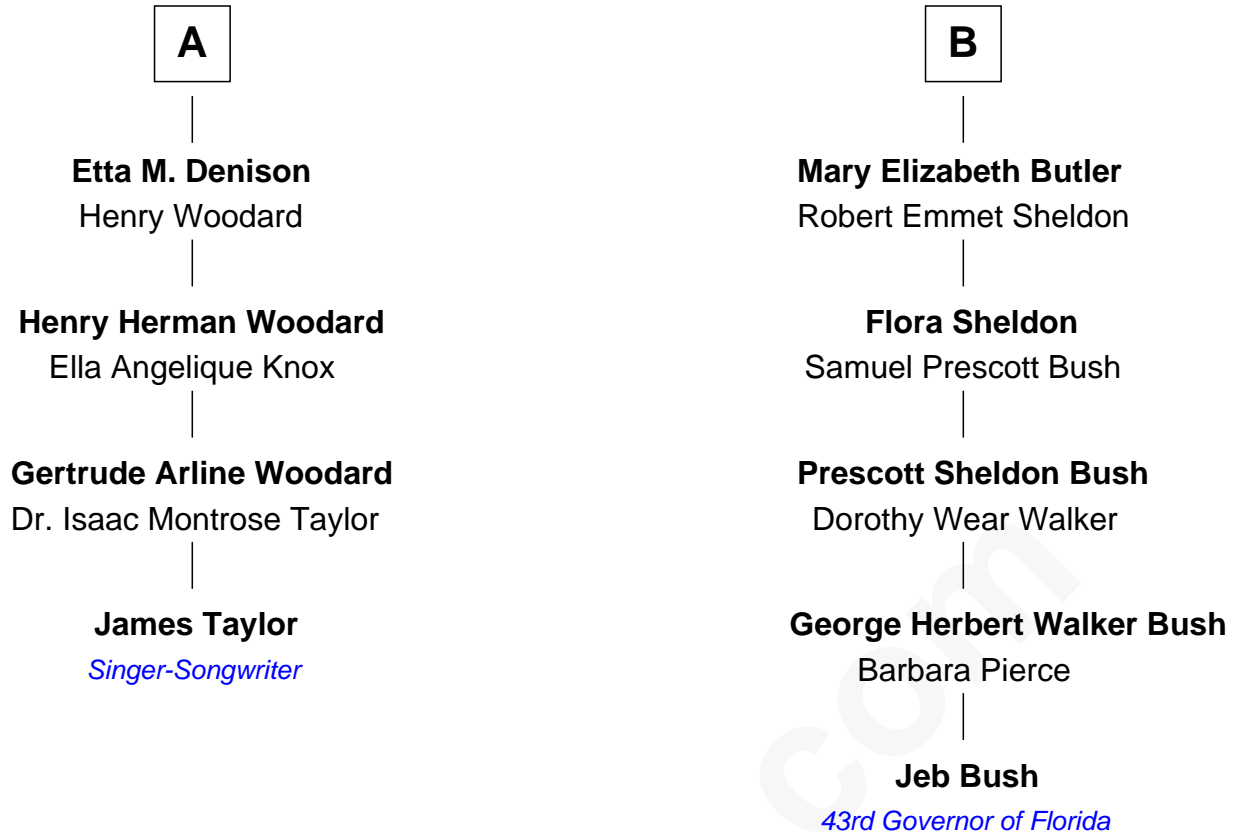 A
Etta M. Denison
Henry Woodard
Henry Herman Woodard
Ella Angelique Knox
Gertrude Arline Woodard
Dr. Isaac Montrose Taylor
James Taylor
Singer-Songwriter
B
Mary Elizabeth Butler
Robert Emmet Sheldon
Flora Sheldon
Samuel Prescott Bush
Prescott Sheldon Bush
Dorothy Wear Walker
George Herbert Walker Bush
Barbara Pierce
Jeb Bush
43rd Governor of Florida
com